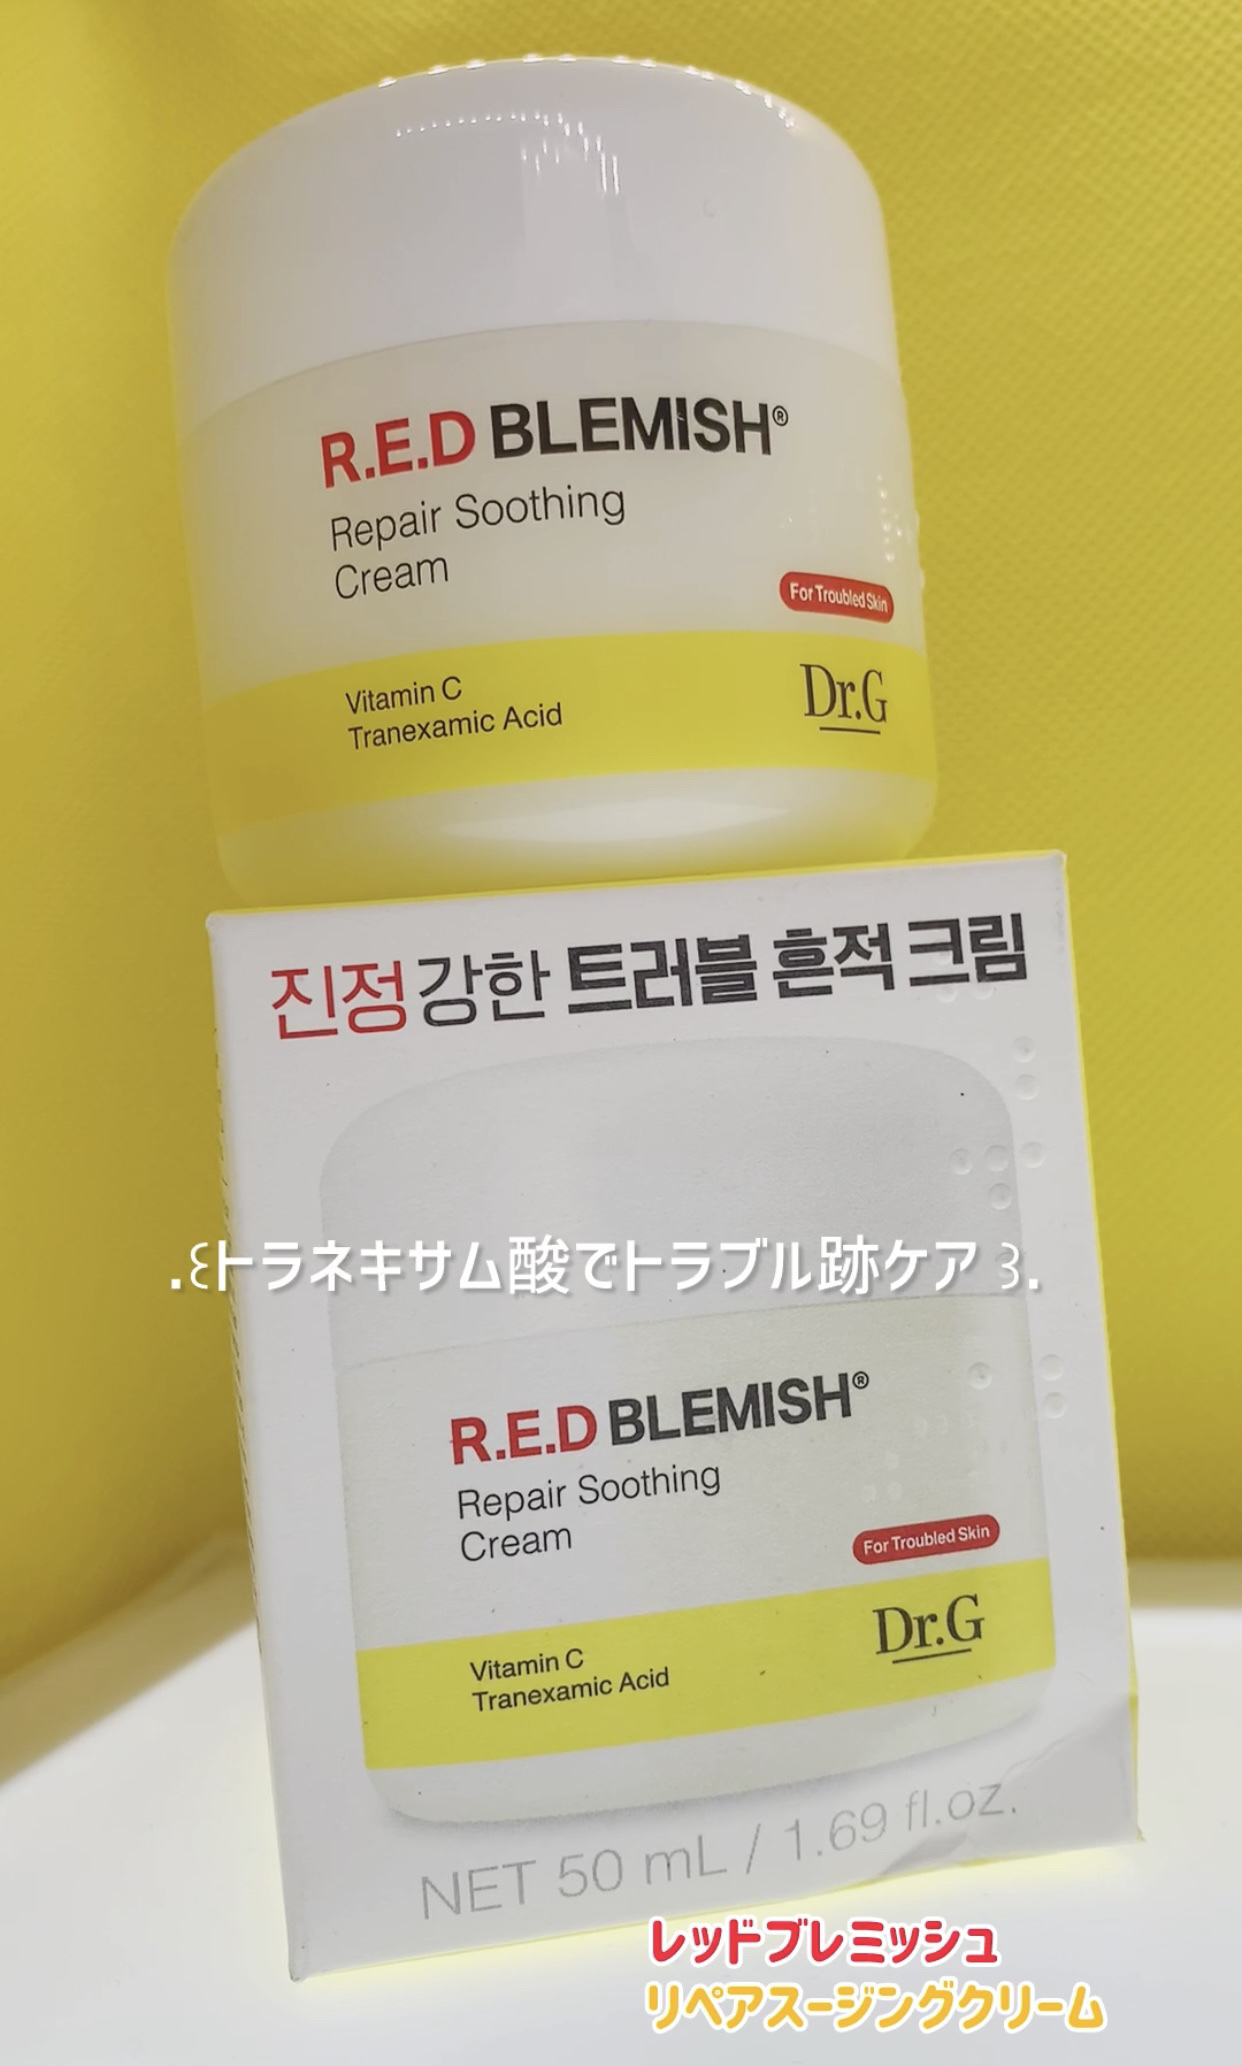 R.E.D BLEMISH®
Repair Soothing
Cream
For Troubled Skin
Vitamin C
Tranexamic Acid
Dr.G
진정 강한 트러블 흔적 크림
.꒰トラネキサム酸でトラブル跡ケア꒱.
R.E.D BLEMISH®
Repair Soothing
Cream
For Troubled Skin
Vitamin C
Tranexamic Acid
Dr.G
NET 50 mL / 1.69 fl.oz.
レッドブレミッシュ
リペアスージングクリーム